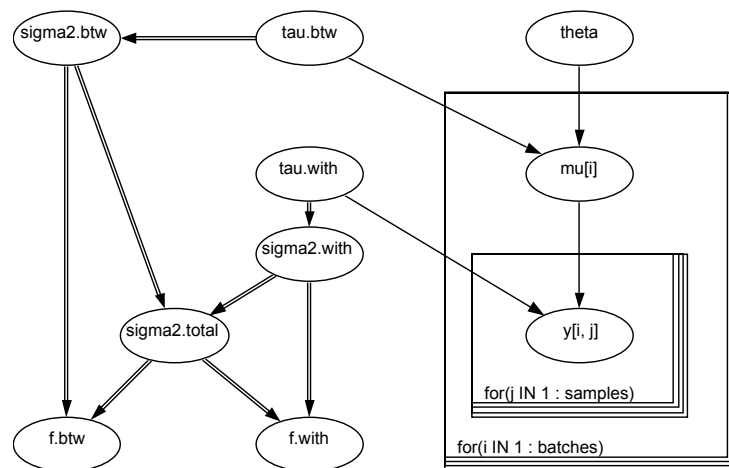 sigma2.btw
tau.btw
theta
tau.with
mu[i]
sigma2.with
sigma2.total
y[i, j]
for(j IN 1 : samples)
f.btw
f.with
for(i IN 1 : batches)